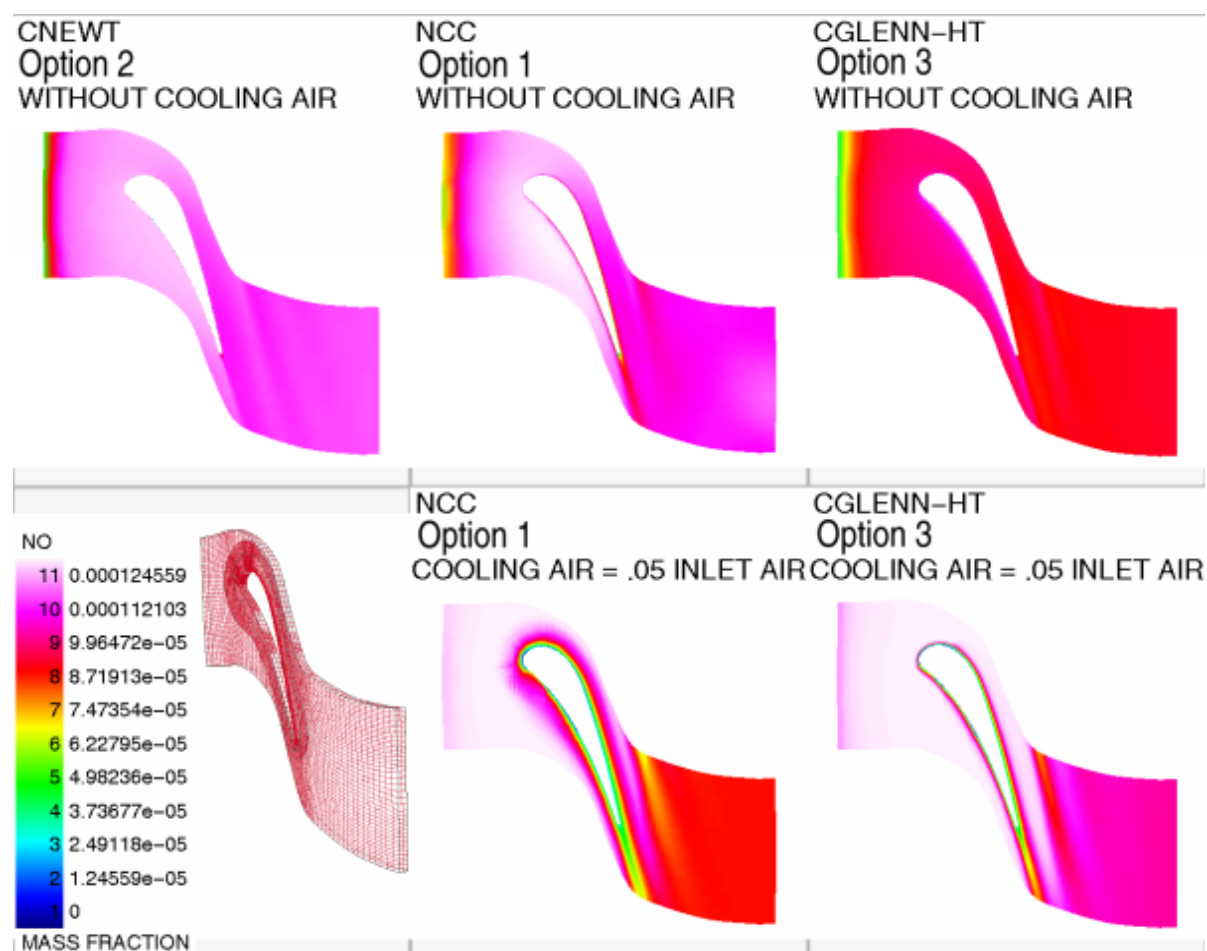 CNEWT
Option 2
WITHOUT COOLING AIR
NCC
Option 1
WITHOUT COOLING AIR
CGLENN-HT
Option 3
WITHOUT COOLING AIR
NO
11 0.000124559
10 0.000112103
9 9.96472e-05
8 8.71913e-05
7 7.47354e-05
6 6.22795e-05
5 4.98236e-05
4 3.73677e-05
3 2.49118e-05
2 1.24559e-05
1 0
MASS FRACTION
NCC
Option 1
COOLING AIR = .05 INLET AIR
CGLENN-HT
Option 3
COOLING AIR = .05 INLET AIR